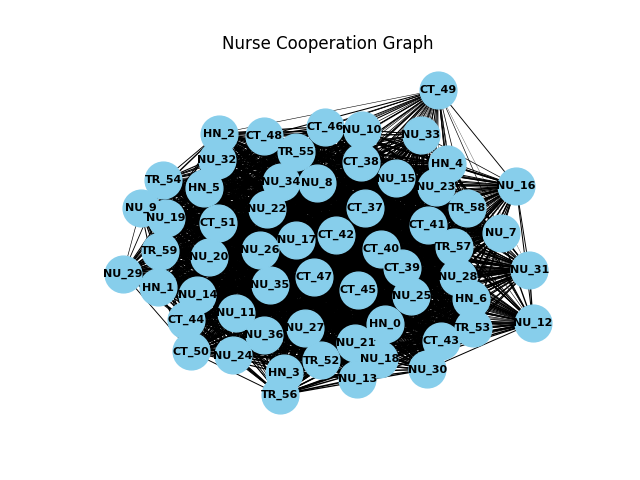 Nurse Cooperation Graph
CT_49
CT_46
NU_10
HN_2
CT_48
NU_33
TR_55
NU_32
CT_38
HN_4
TR_54
NU_34
NU_8
NU_15
HN_5
NU_23
NU_16
NU_9
NU_19
NU_22
CT_37
TR_58
CT_51
CT_41
NU_7
CT_42
NU_17
TR_59
NU_26
CT_40
TR_57
NU_20
CT_39
NU_31
NU_29
CT_47
NU_28
HN_1
NU_35
CT_45
NU_14
NU_25
HN_6
NU_11
CT_44
HN_0
NU_12
NU_27
TR_53
NU_36
NU_21
CT_43
CT_50
NU_24
TR_52
NU_18
HN_3
NU_30
NU_13
TR_56